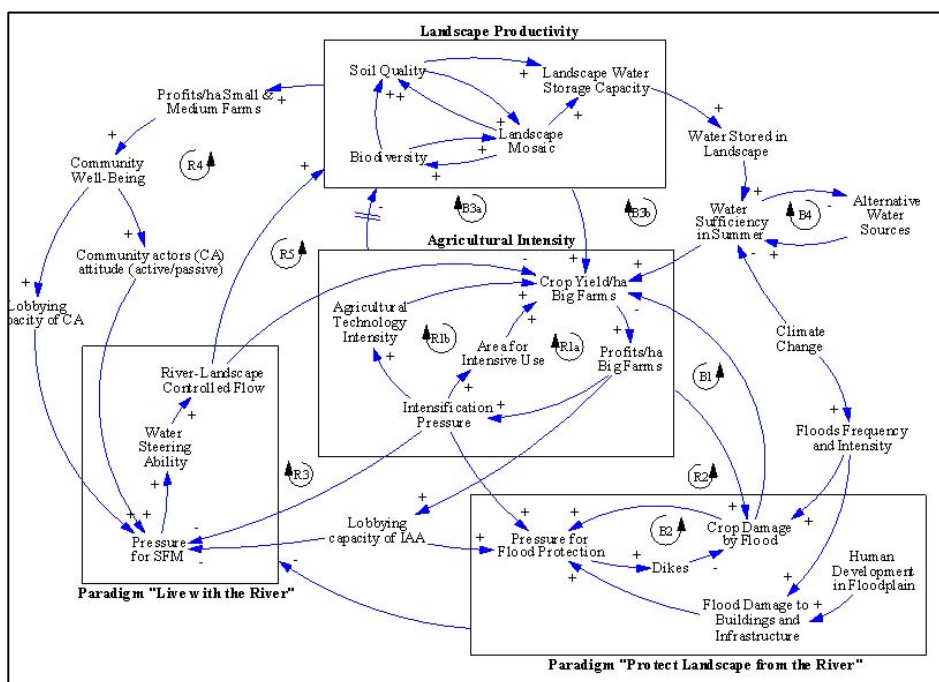 Landscape Productivity
Soil Quality
Landscape Water
Storage Capacity
Profits/ha Small &
Medium Farms
Landscape
Mosaic
Water Stored in
Landscape
Biodiversity
R4
Community
Well-Being
B3a
B3b
Water
Sufficiency
in Summer
B4
Alternative
Water
Sources
Agricultural Intensity
R5
Community actors (CA)
attitude (active/passive)
Crop Yield/ha
Big Farms
Lobbying
pacity of CA
Agricultural
Technology
Intensity
R1b
Area for
Intensive Use
R1a
Profits/ha
Big Farms
Climate
Change
River-Landscape
Controlled Flow
B1
Intensification
Pressure
Water
Steering
Ability
Floods Frequency
and Intensity
R3
R2
Lobbying
capacity of IAA
Pressure
for SFM
Pressure for
Flood Protection
B2
Crop Damage
by Flood
Dikes
Human
Development
in Floodplain
Paradigm "Live with the River"
Flood Damage to
Buildings and
Infrastructure
Paradigm "Protect Landscape from the River"